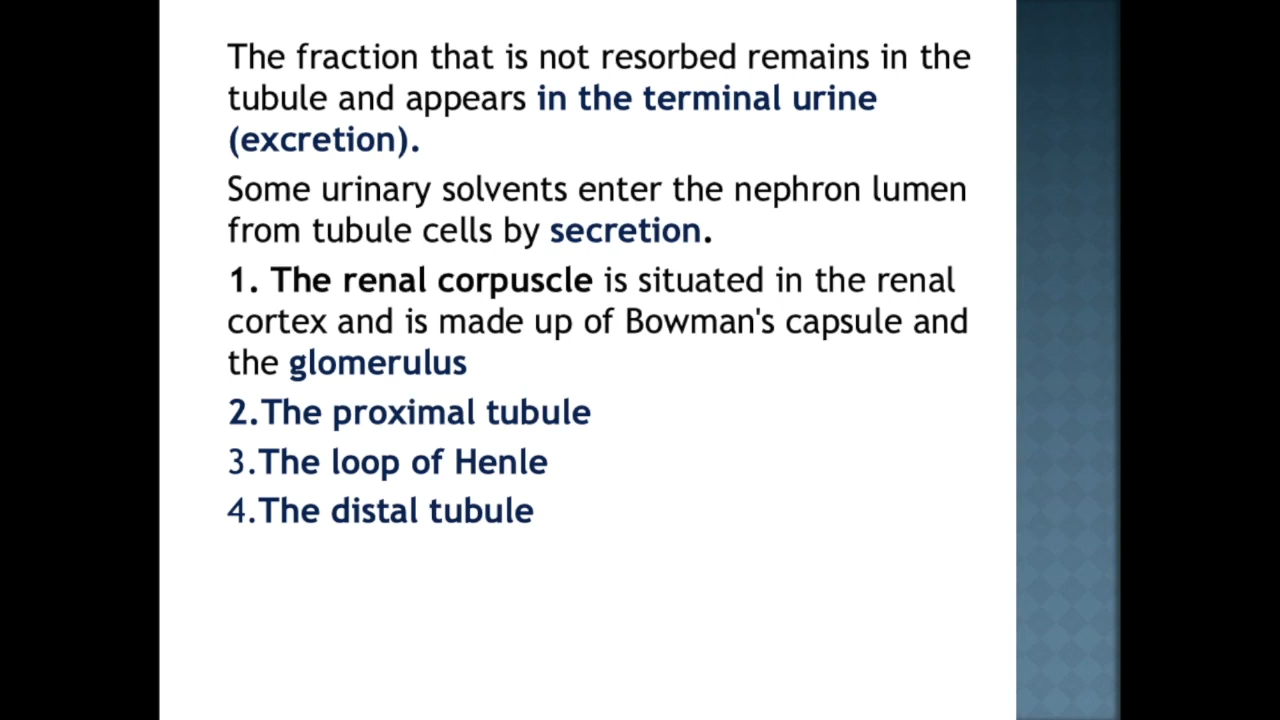 The fraction that is not resorbed remains in the
tubule and appears in the terminal urine
(excretion).
Some urinary solvents enter the nephron lumen
from tubule cells by secretion.
1. The renal corpuscle is situated in the renal
cortex and is made up of Bowman's capsule and
the glomerulus
2.The proximal tubule
3.The loop of Henle
4.The distal tubule